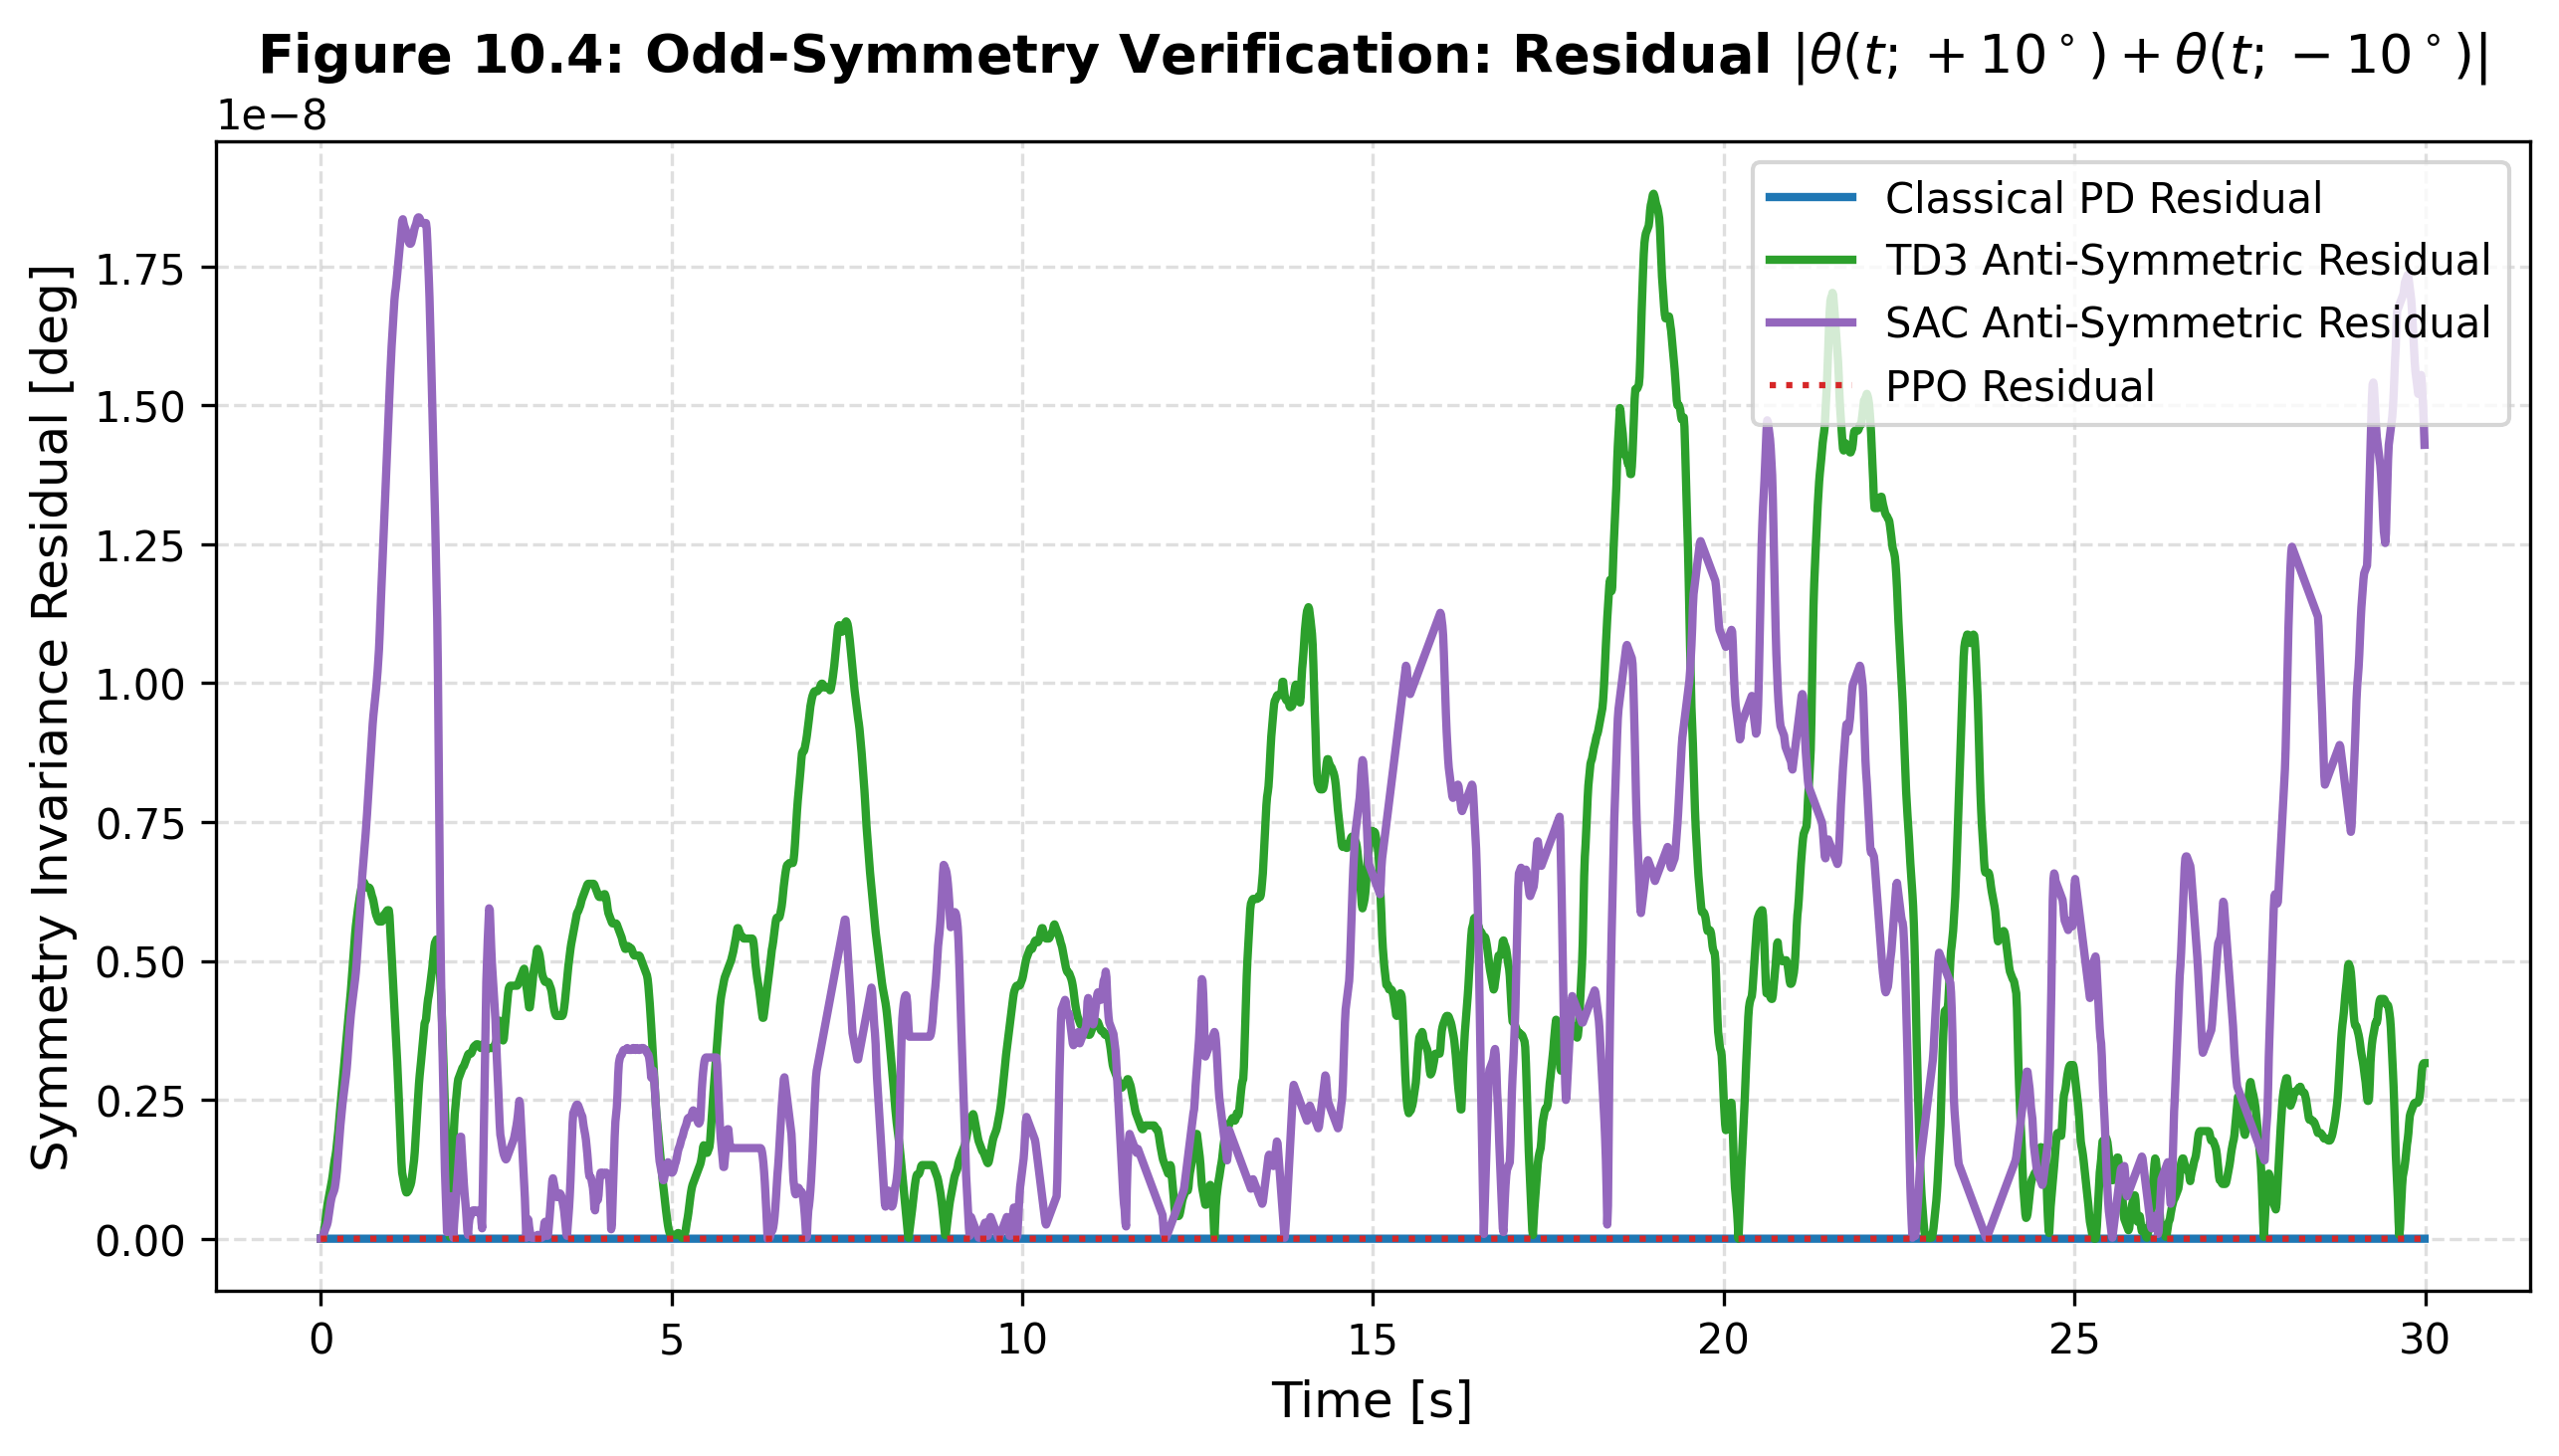 Figure 10.4: Odd-Symmetry Verification: Residual |θ(t; +10°) + θ(t; −10°)|
1e−8
Symmetry Invariance Residual [deg]
1.75
1.50
1.25
1.00
0.75
0.50
0.25
0.00
Classical PD Residual
TD3 Anti-Symmetric Residual
SAC Anti-Symmetric Residual
PPO Residual
0 5 10 15 20 25 30
Time [s]